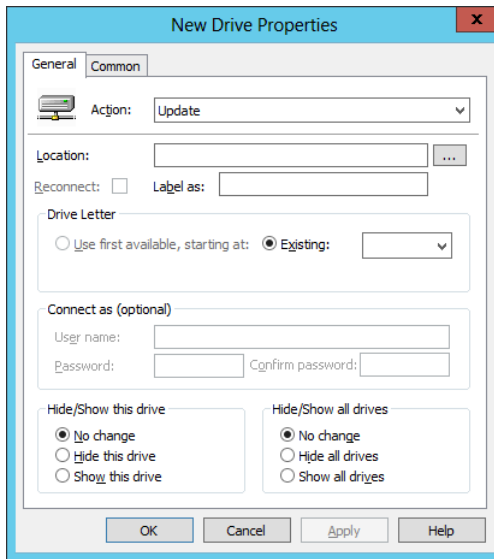 New Drive Properties
x
General Common
Action: Update
Location: ...
Reconnect: Label as:
Drive Letter
Use first available, starting at: Existing:
Connect as (optional)
User name:
Password: Confirm password:
Hide/Show this drive Hide/Show all drives
No change No change
Hide this drive Hide all drives
Show this drive Show all drives
OK Cancel Apply Help